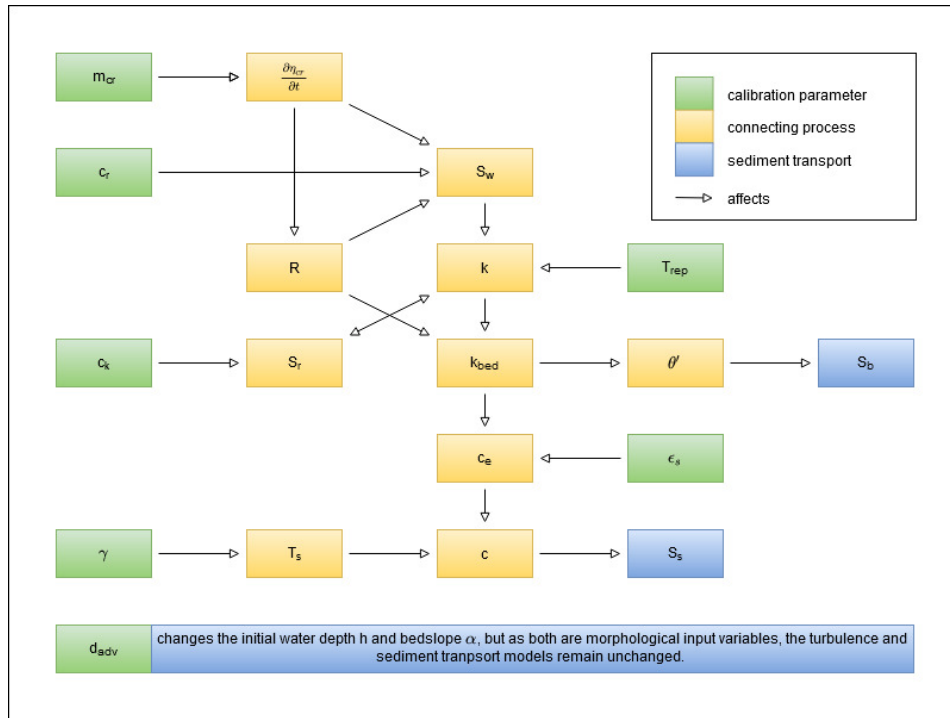 m_cr
∂η_cr/∂t
calibration parameter
connecting process
sediment transport
affects
c_r
S_w
R
k
T_rep
c_k
S_r
k_bed
θ′
S_b
c_e
ϵ_s
γ
T_s
c
S_s
d_adv
changes the initial water depth h and bedslope α, but as both are morphological input variables, the turbulence and
sediment tranpsort models remain unchanged.